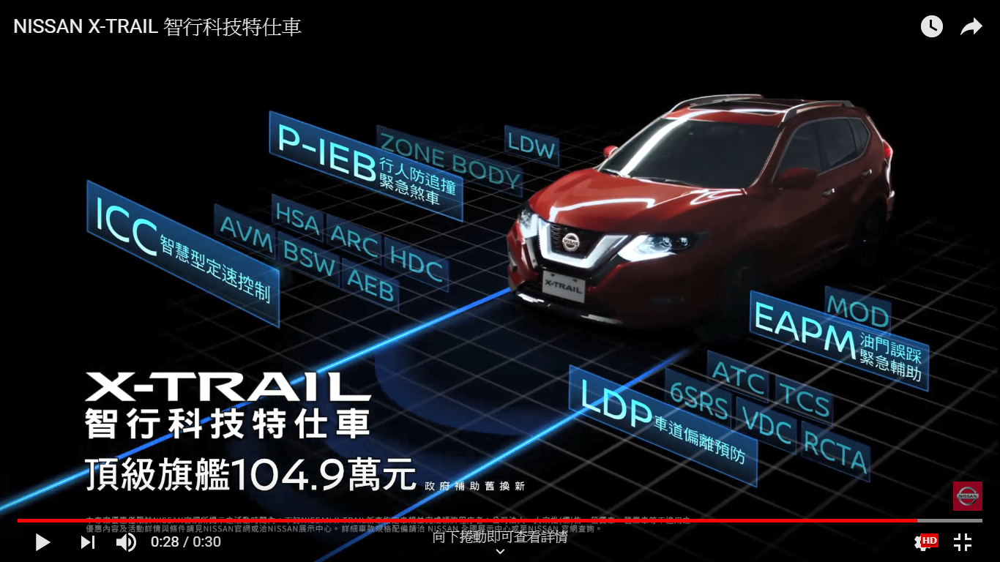 NISSAN X-TRAIL 智行科技特仕車
P-IEB 行人防追撞
緊急煞車
ZONE BODY
LDW
ICC 智慧型定速控制
HSA
ARC
HDC
AVM
BSW
AEB
NISSAN
X-TRAIL
MOD
EAPM 油門誤踩
緊急輔助
ATC
TCS
6SRS
VDC
RCTA
LDP 車道偏離預防
X-TRAIL
智行科技特仕車
頂級旗艦104.9萬元 政府補助舊換新
NISSAN
優惠內容及活動詳情與條件請見NISSAN官網或洽NISSAN展示中心。詳細車款規格配備請洽 NISSAN 全國展示中心或至NISSAN 官網查詢。
0:28 / 0:30
向下捲動即可查看詳情
HD